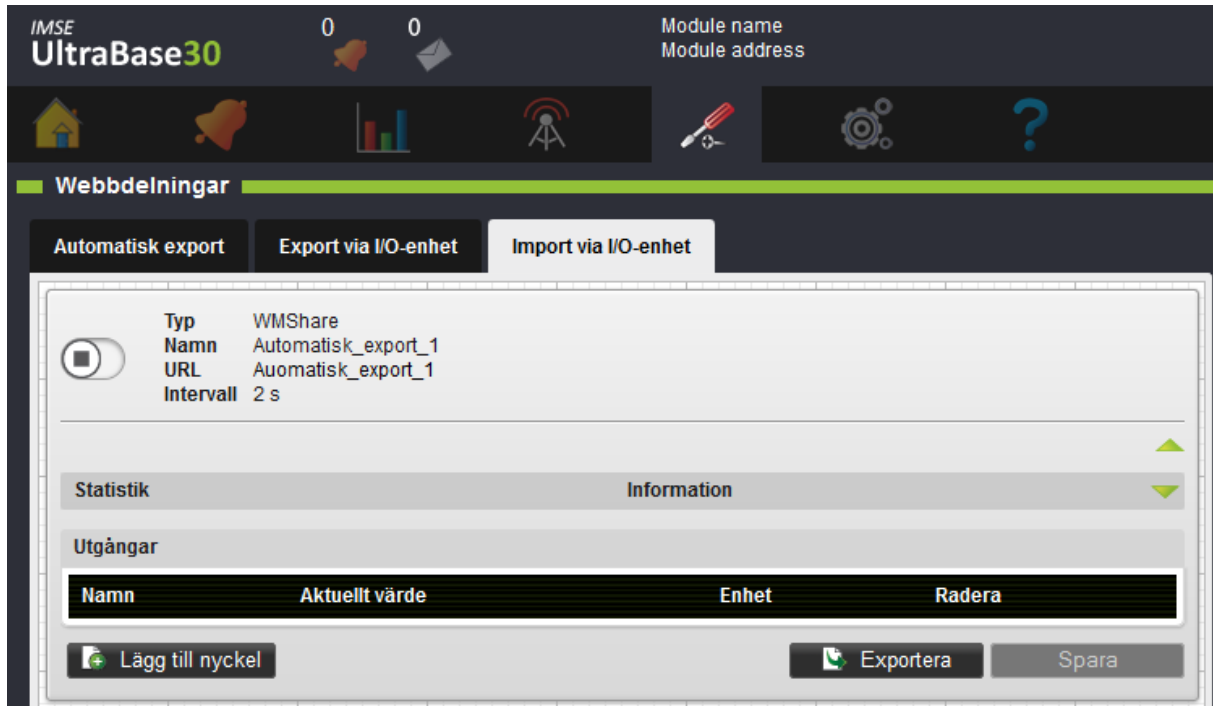 IMSE
UltraBase30
0 0
Module name
Module address
?
Webbdelningar
Automatisk export Export via I/O-enhet Import via I/O-enhet
Typ WMShare
Namn Automatisk_export_1
URL Auomatisk_export_1
Intervall 2 s
Statistik Information
Utgångar
Namn Aktuellt värde Enhet Radera
Lägg till nyckel Exportera Spara